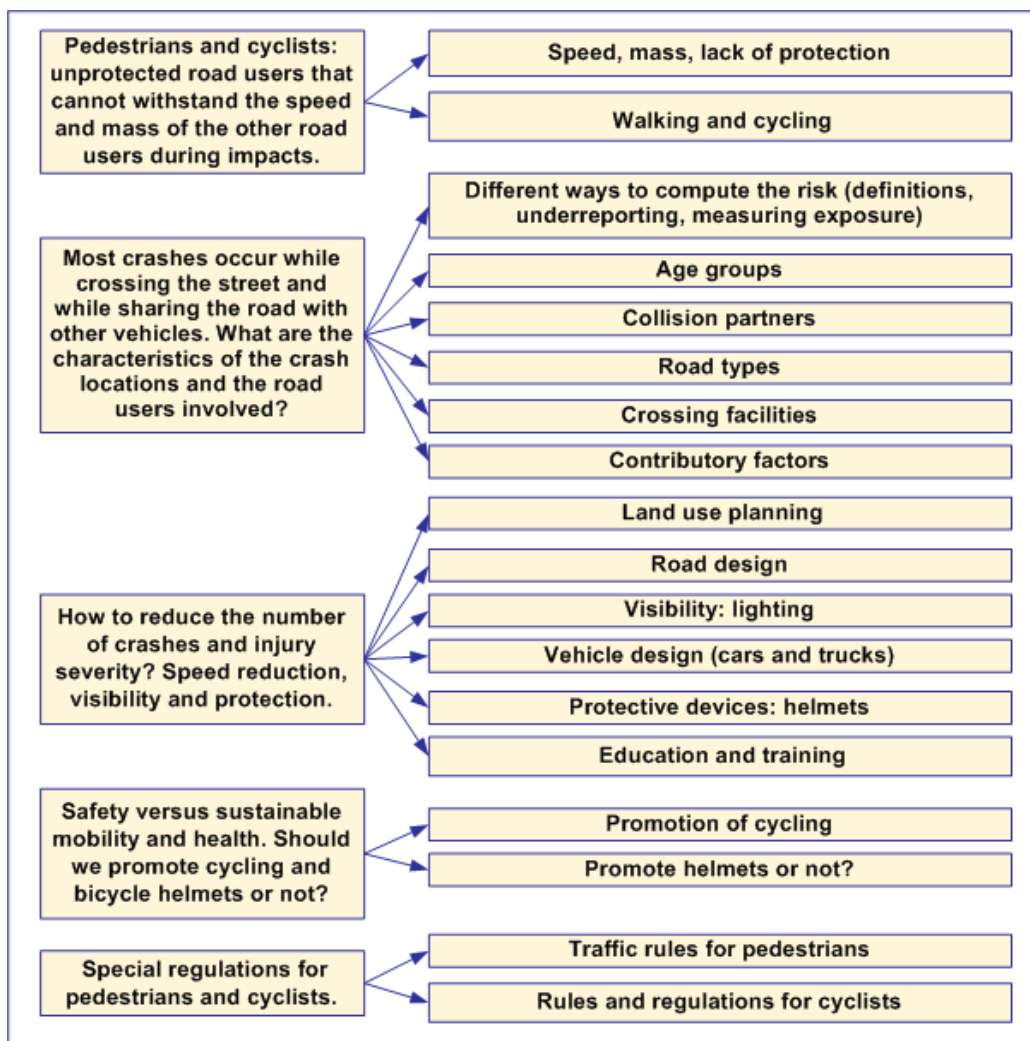 Pedestrians and cyclists:
unprotected road users that
cannot withstand the speed
and mass of the other road
users during impacts.
Speed, mass, lack of protection
Walking and cycling
Most crashes occur while
crossing the street and
while sharing the road with
other vehicles. What are the
characteristics of the crash
locations and the road
users involved?
Different ways to compute the risk (definitions,
underreporting, measuring exposure)
Age groups
Collision partners
Road types
Crossing facilities
Contributory factors
How to reduce the number
of crashes and injury
severity? Speed reduction,
visibility and protection.
Land use planning
Road design
Visibility: lighting
Vehicle design (cars and trucks)
Protective devices: helmets
Education and training
Safety versus sustainable
mobility and health. Should
we promote cycling and
bicycle helmets or not?
Promotion of cycling
Promote helmets or not?
Special regulations for
pedestrians and cyclists.
Traffic rules for pedestrians
Rules and regulations for cyclists